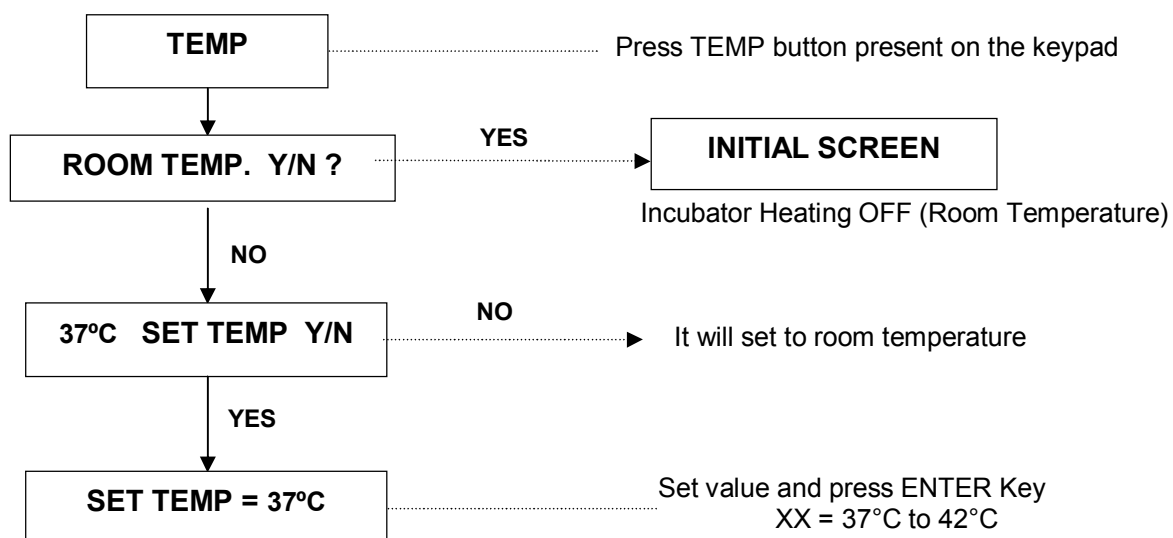 TEMP
Press TEMP button present on the keypad
ROOM TEMP. Y/N ?
YES
INITIAL SCREEN
Incubator Heating OFF (Room Temperature)
NO
37ºC SET TEMP Y/N
NO
It will set to room temperature
YES
SET TEMP = 37ºC
Set value and press ENTER Key
XX = 37°C to 42°C